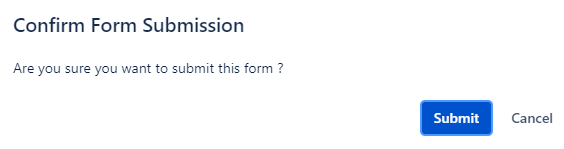 Confirm Form Submission
Are you sure you want to submit this form ?
Submit Cancel